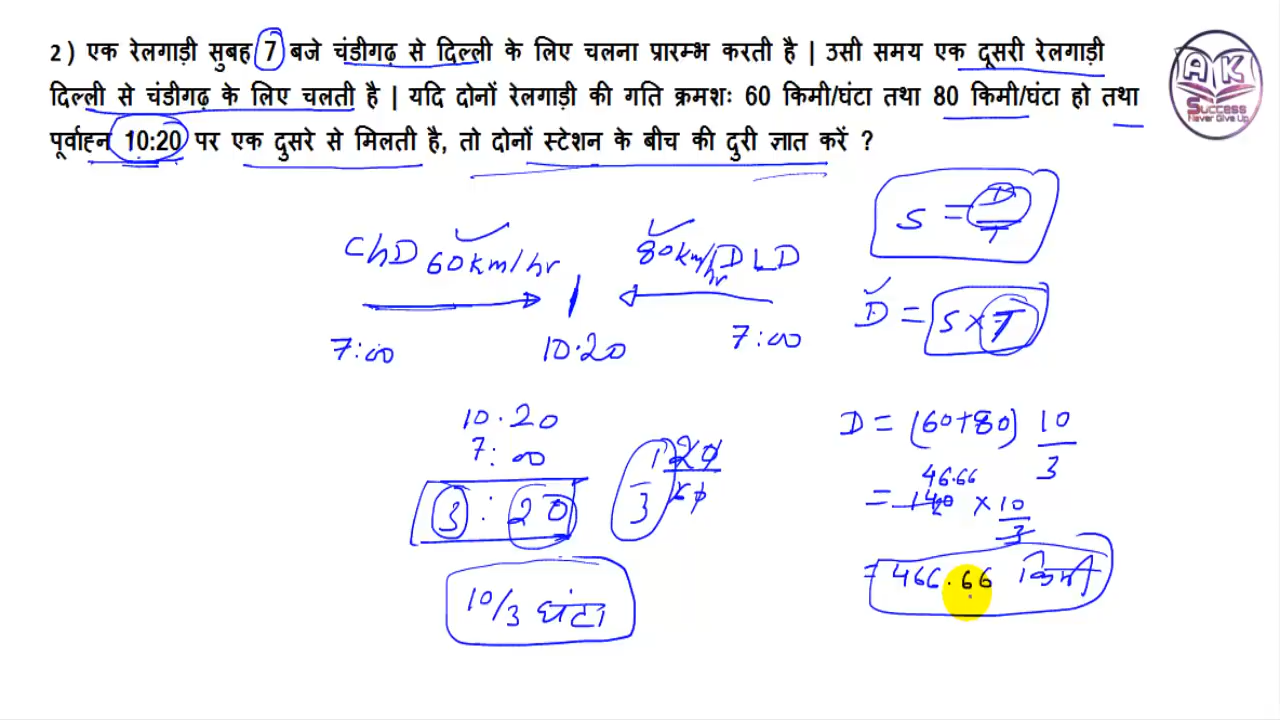 2 ) एक रेलगाड़ी सुबह 7 बजे चंडीगढ़ से दिल्ली के लिए चलना प्रारम्भ करती है | उसी समय एक दूसरी रेलगाड़ी
दिल्ली से चंडीगढ़ के लिए चलती है | यदि दोनों रेलगाड़ी की गति क्रमशः 60 किमी/घंटा तथा 80 किमी/घंटा हो तथा
पूर्वाह्न 10:20 पर एक दुसरे से मिलती है, तो दोनों स्टेशन के बीच की दुरी ज्ञात करें ?
AK
Success
Never Give Up
S = D/T
ChD 60km/hr 80km/hr DLD
D = S x T
7:00 10.20 7:00
10.20
7:00
3 : 20
1/3 20/60
10/3 घंटा
D = (60+80) 10/3
46.66
= 140 x 10/3
= 466.66 किमी